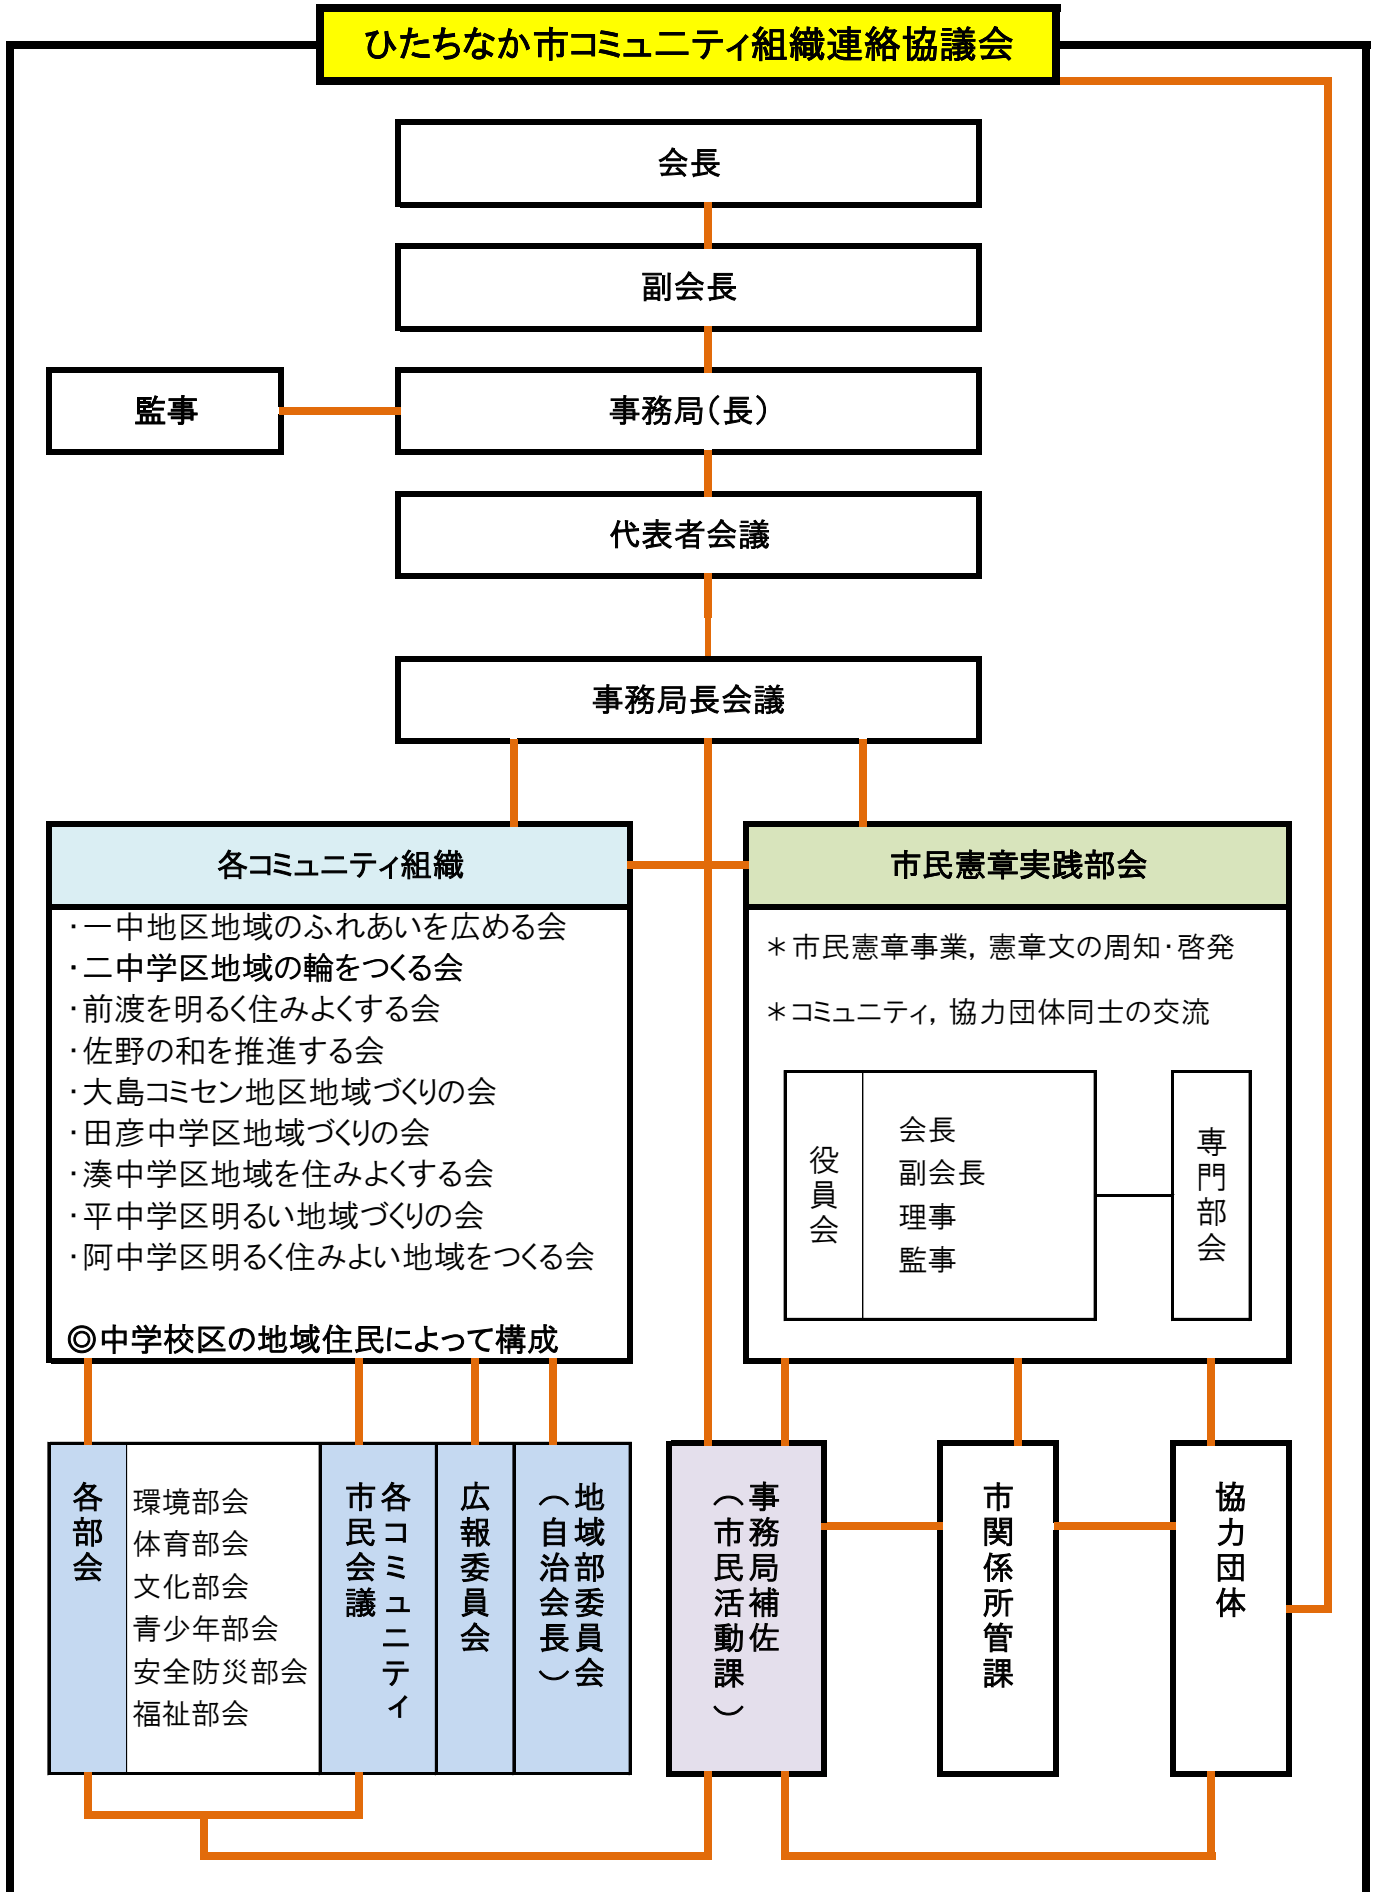 ひたちなか市コミュニティ組織連絡協議会
会長
副会長
監事
事務局（長）
代表者会議
事務局長会議
各コミュニティ組織
・一中地区地域のふれあいを広める会
・二中学区地域の輪をつくる会
・前渡を明るく住みよくする会
・佐野の和を推進する会
・大島コミセン地区地域づくりの会
・田彦中学区地域づくりの会
・湊中学区地域を住みよくする会
・平中学区明るい地域づくりの会
・阿中学区明るく住みよい地域をつくる会
◎中学校区の地域住民によって構成
市民憲章実践部会
＊市民憲章事業，憲章文の周知・啓発
＊コミュニティ，協力団体同士の交流
役員会
会長
副会長
理事
監事
専門部会
各部会
環境部会
体育部会
文化部会
青少年部会
安全防災部会
福祉部会
各コミュニティ
市民会議
広報委員会
地域部委員会
（自治会長）
事務局補佐
（市民活動課）
市関係所管課
協力団体